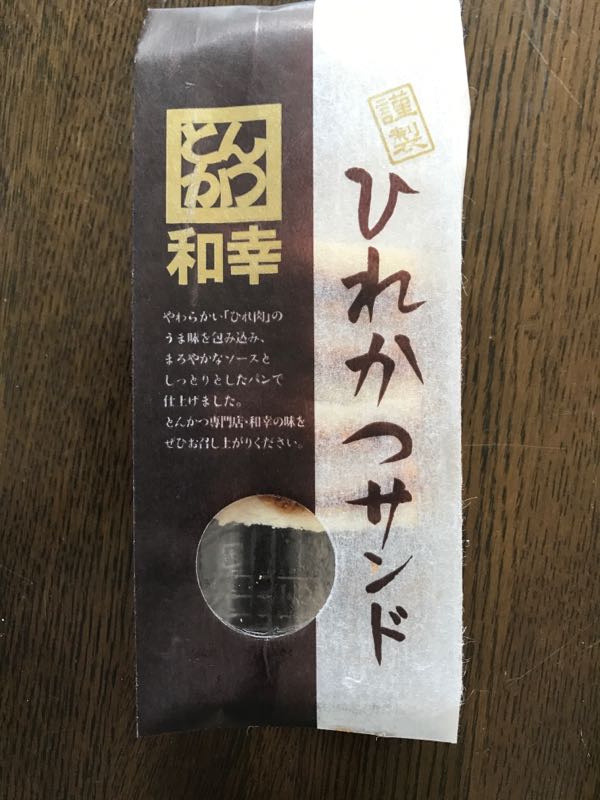 謹製
ひれかつサンド
とん
かつ
和幸
やわらかい「ひれ肉」の
うま味を包み込み、
まろやかなソースと
しっとりとしたパンで
仕上げました。
とんかつ専門店・和幸の味を
ぜひお召し上がりください。